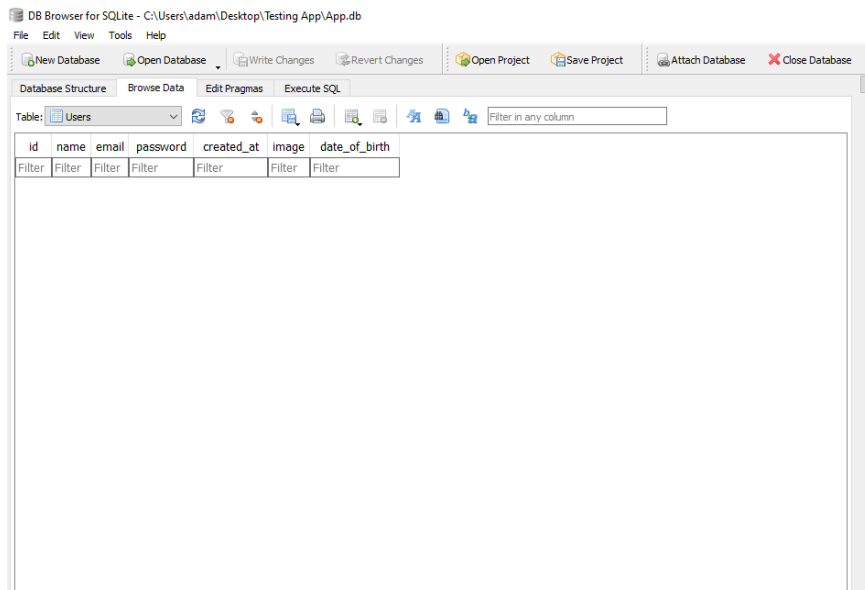 DB Browser for SQLite - C:\Users\adam\Desktop\Testing App\App.db
File Edit View Tools Help
New Database Open Database Write Changes Revert Changes Open Project Save Project Attach Database Close Database
Database Structure Browse Data Edit Pragmas Execute SQL
Table: Users Filter in any column
id name email password created_at image date_of_birth
Filter Filter Filter Filter Filter Filter Filter